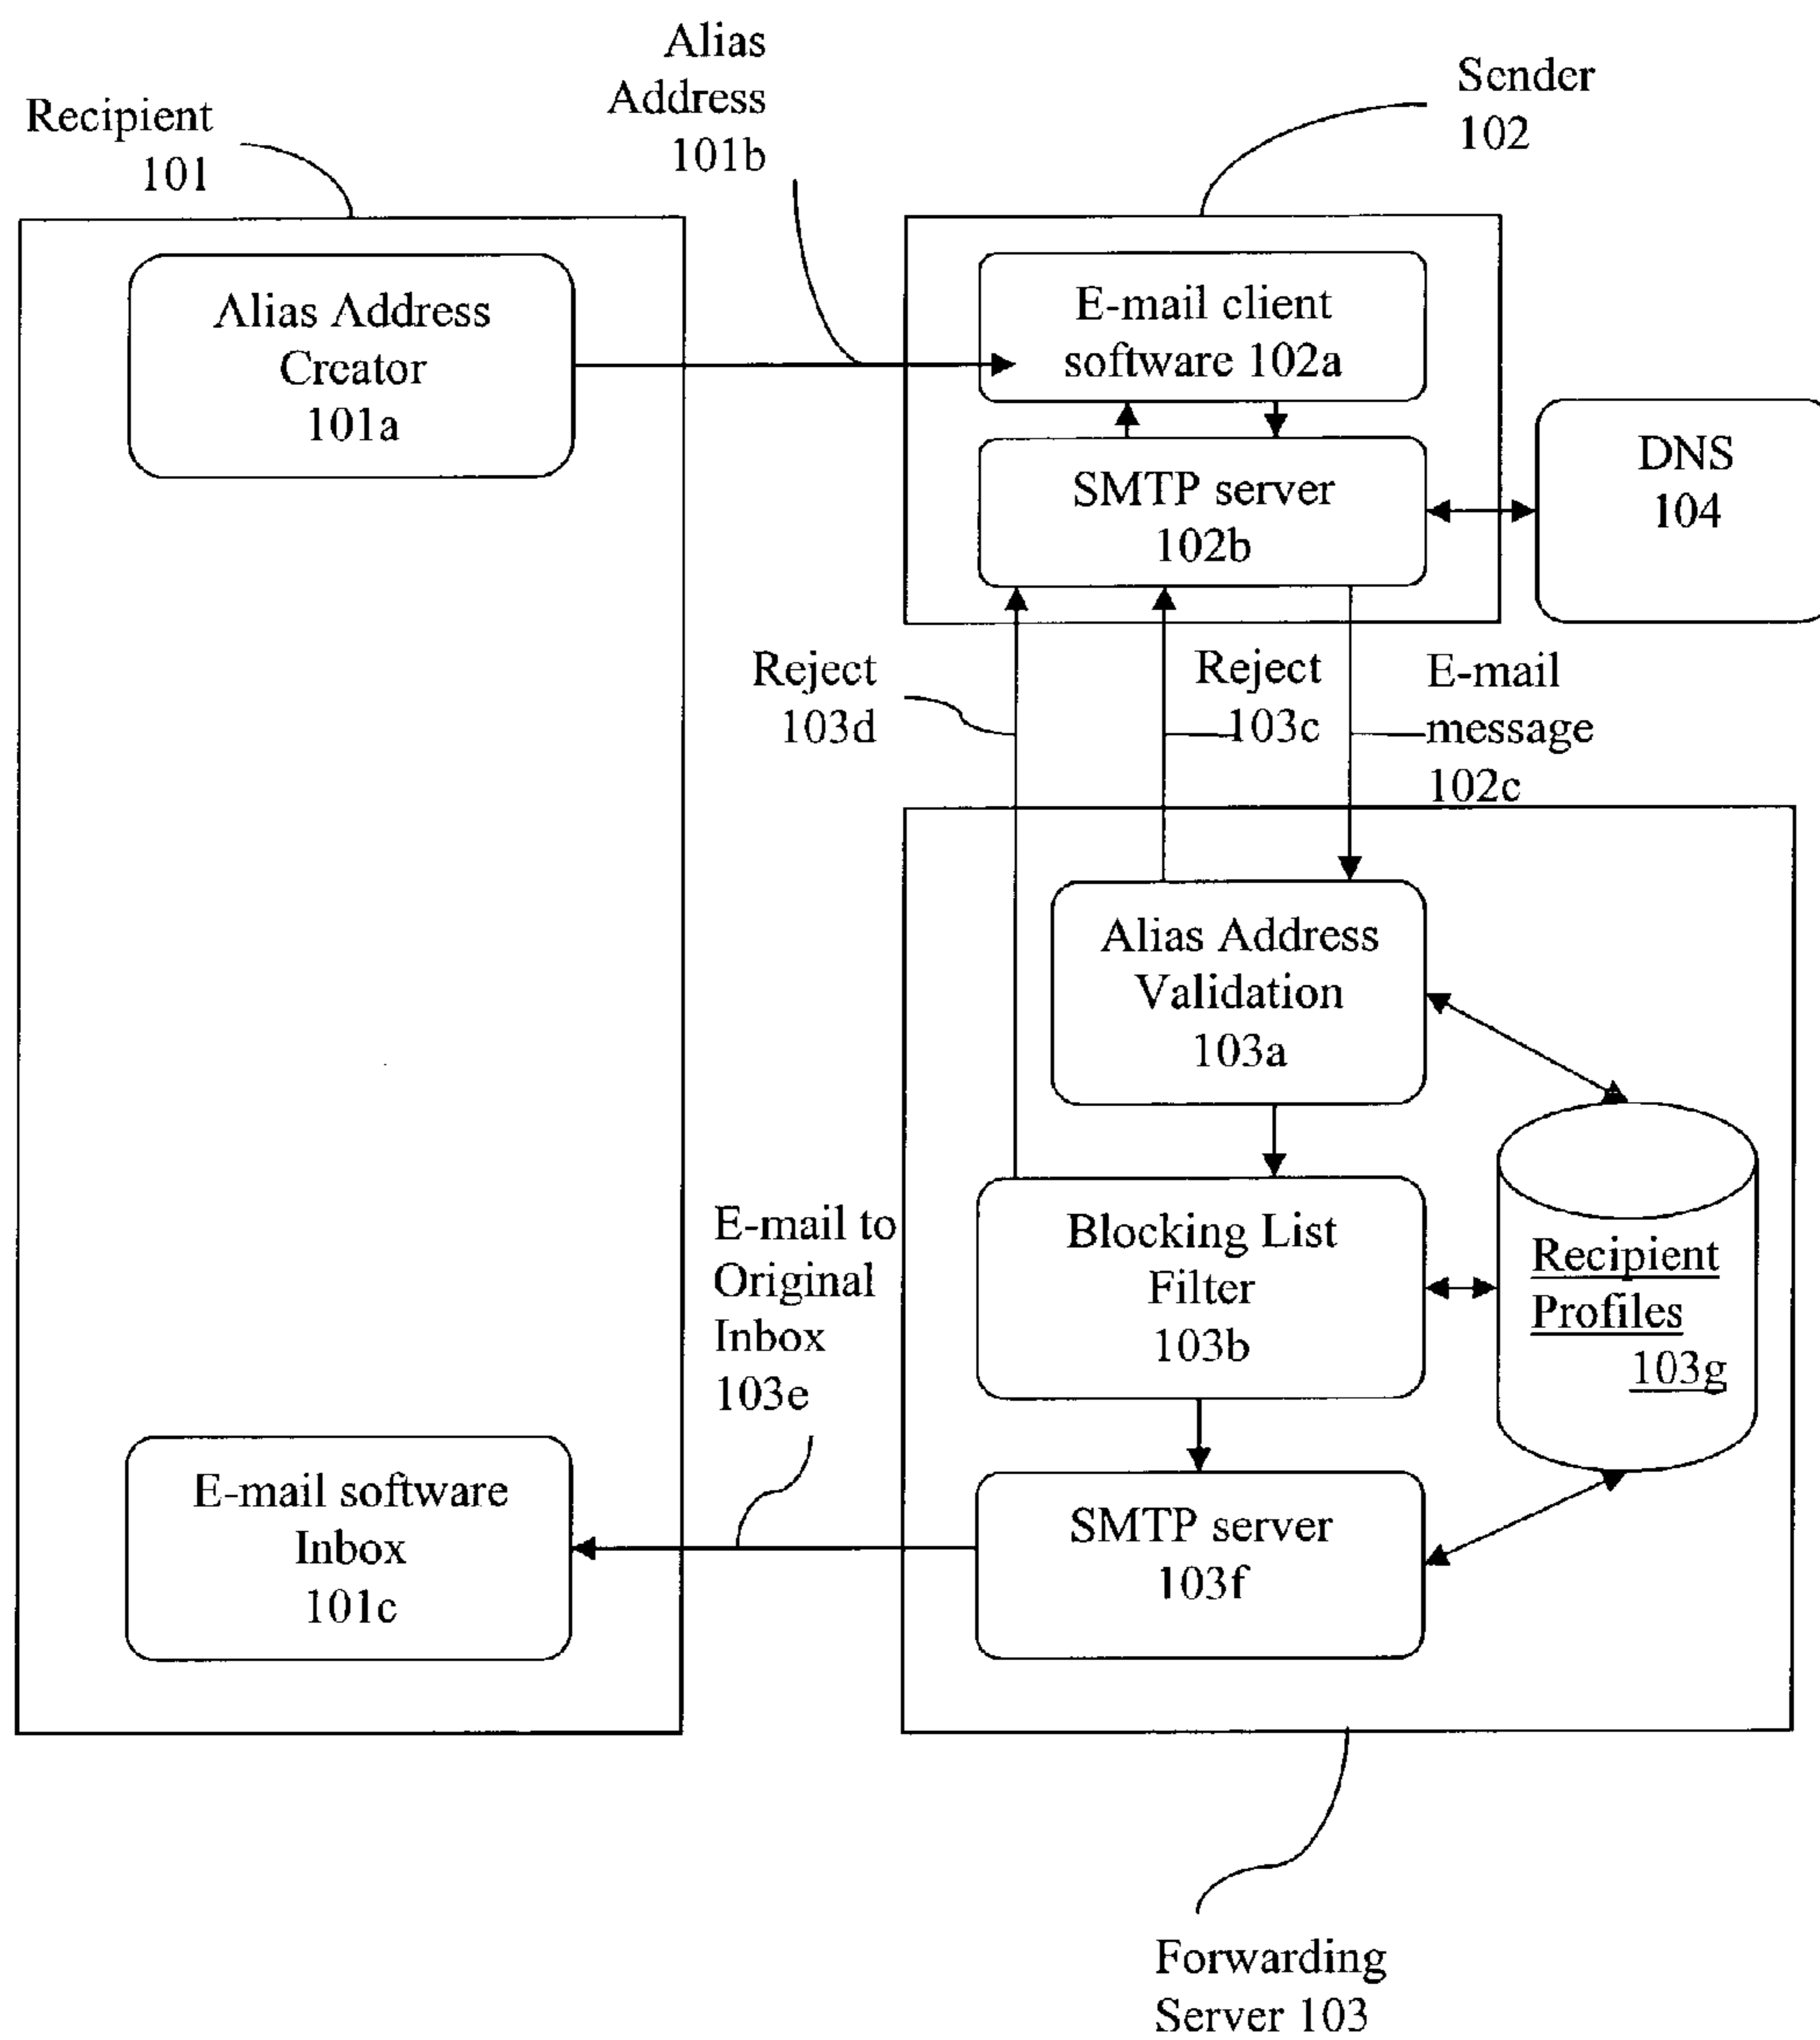 Alias
Address
101b
Recipient
101
Sender
102
Alias Address
Creator
101a
E-mail client
software 102a
SMTP server
102b
DNS
104
Reject
103d
Reject
103c
E-mail
message
102c
Alias Address
Validation
103a
Blocking List
Filter
103b
Recipient
Profiles
103g
E-mail to
Original
Inbox
103e
E-mail software
Inbox
101c
SMTP server
103f
Forwarding
Server 103